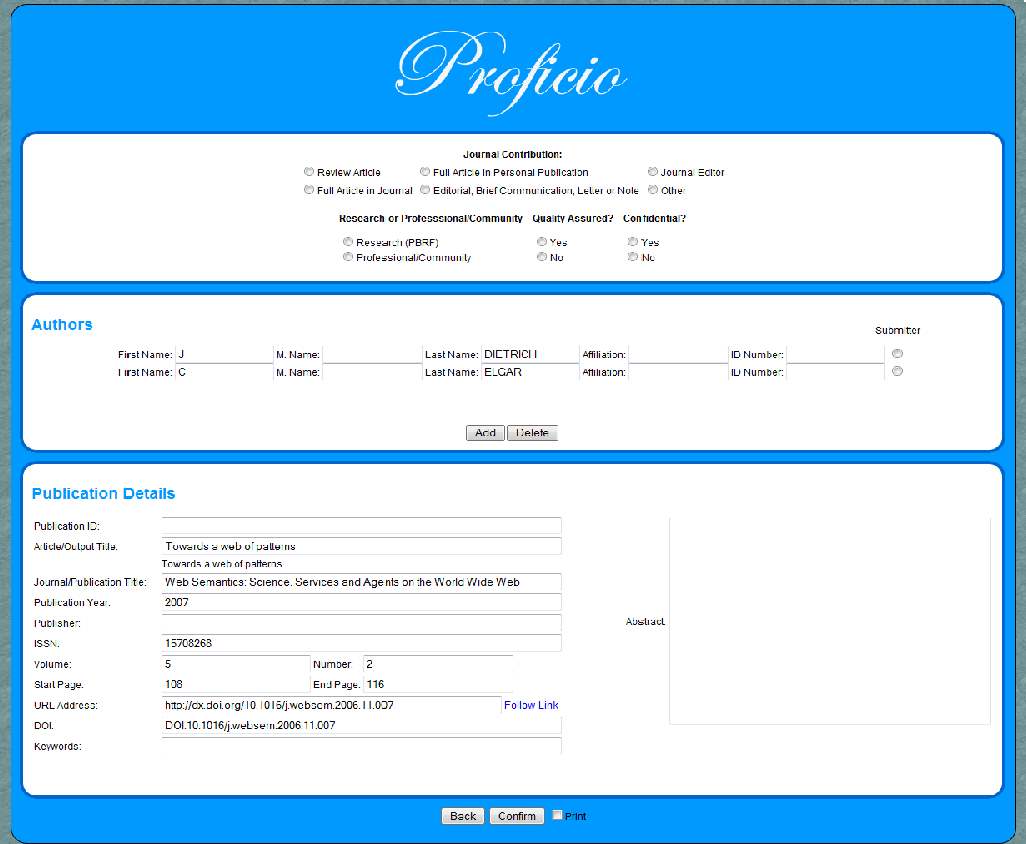 Proficio
Journal Contribution:
Review Article Full Article in Personal Publication Journal Editor
Full Article in Journal Editorial, Brief Communication, Letter or Note Other
Research or Professsional/Community Quality Assured? Confidential?
Research (PBRF) Yes Yes
Professional/Community No No
Authors
Submitter
First Name: J M. Name: Last Name: DIETRICH Affiliation: ID Number:
First Name: C M. Name: Last Name: ELGAR Affiliation: ID Number:
Add Delete
Publication Details
Publication ID:
Article/Output Title: Towards a web of patterns
Towards a web of patterns
Journal/Publication Title: Web Semantics: Science, Services and Agents on the World Wide Web
Publication Year: 2007
Publisher:
Abstract
ISSN: 15708268
Volume: 5 Number: 2
Start Page: 108 End Page: 116
URL Address: http://dx.doi.org/10.1016/j.websem.2006.11.007 Follow Link
DOI: DOI:10.1016/j.websem.2006.11.007
Keywords:
Back Confirm Print